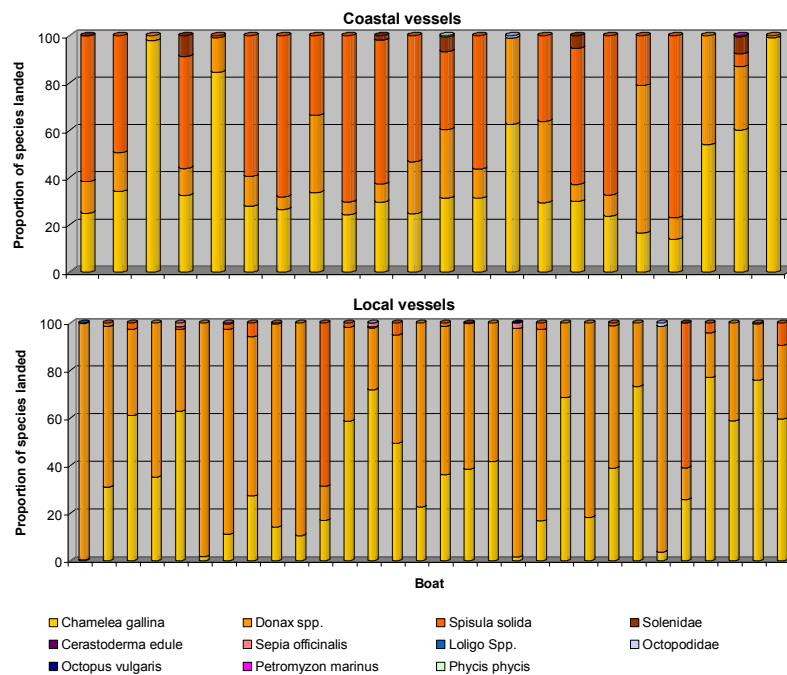 Coastal vessels
100
80
60
40
20
0
Proportion of species landed
Local vessels
100
80
60
40
20
0
Proportion of species landed
Boat
Chamelea gallina Donax spp. Spisula solida Solenidae
Cerastoderma edule Sepia officinalis Loligo Spp. Octopodidae
Octopus vulgaris Petromyzon marinus Phycis phycis